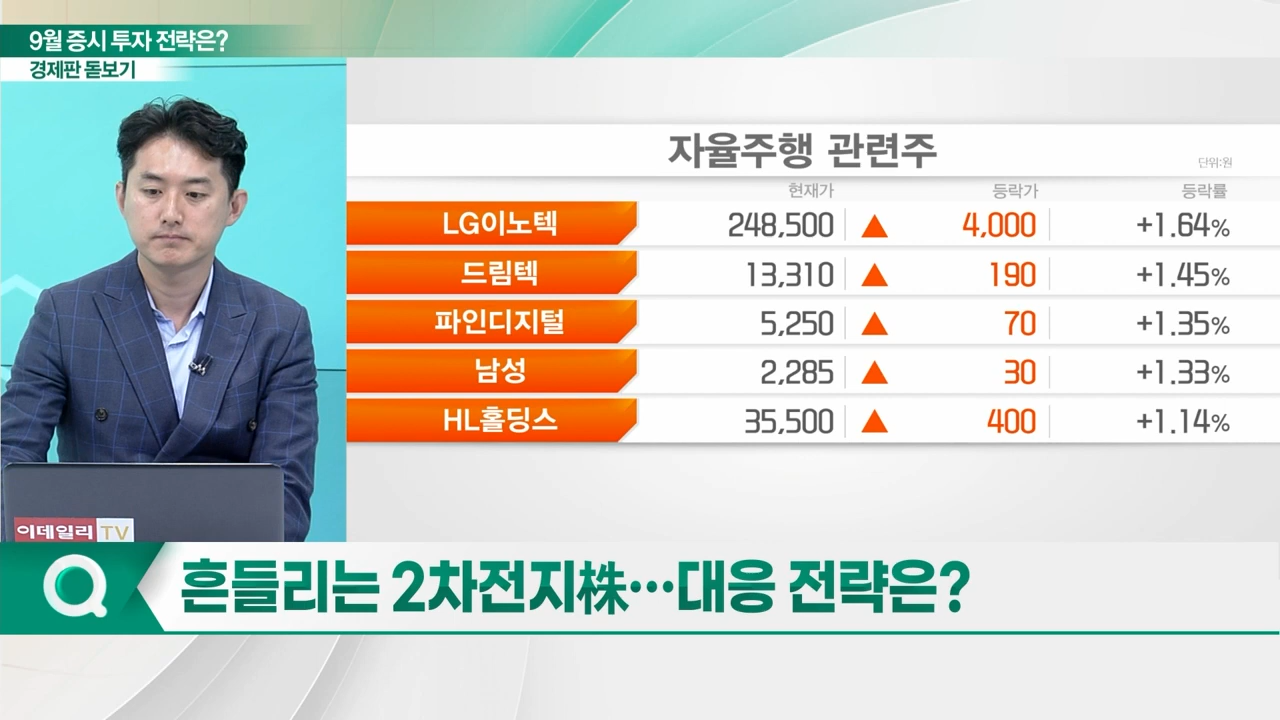 9월 증시 투자 전략은?
경제판 돋보기
자율주행 관련주
단위:원
현재가 등락가 등락률
LG이노텍 248,500 ▲ 4,000 +1.64%
드림텍 13,310 ▲ 190 +1.45%
파인디지털 5,250 ▲ 70 +1.35%
남성 2,285 ▲ 30 +1.33%
HL홀딩스 35,500 ▲ 400 +1.14%
이데일리 TV
흔들리는 2차전지株…대응 전략은?